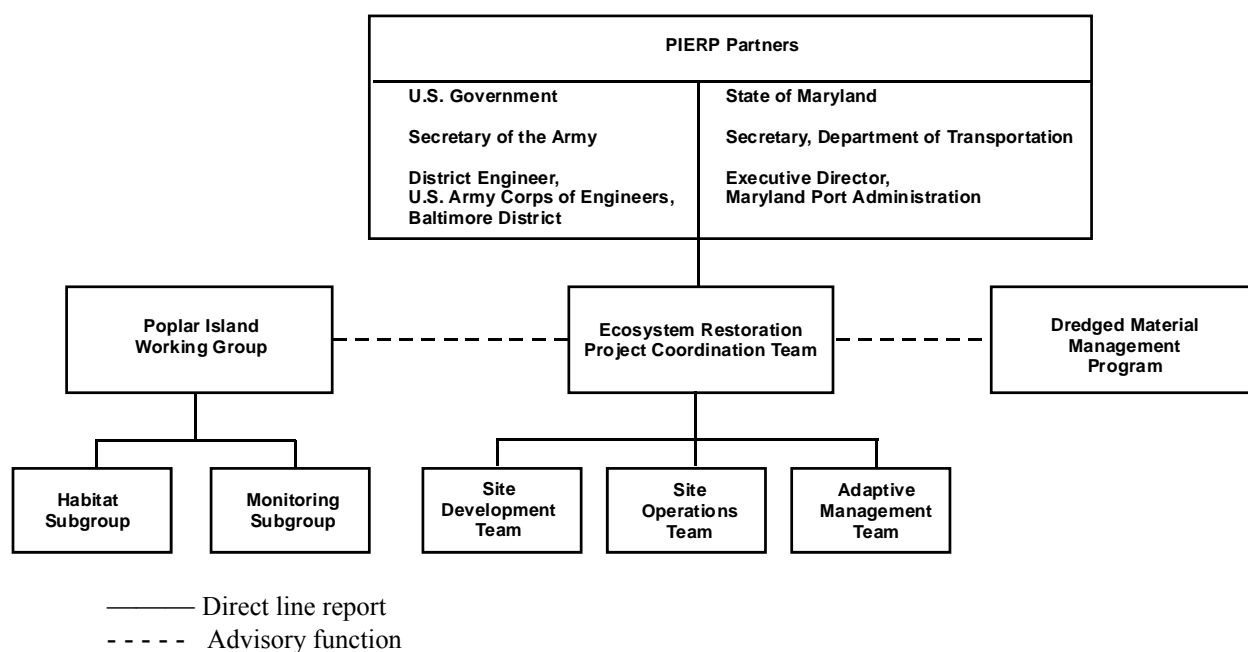 PIERP Partners
U.S. Government
Secretary of the Army
District Engineer,
U.S. Army Corps of Engineers,
Baltimore District
State of Maryland
Secretary, Department of Transportation
Executive Director,
Maryland Port Administration
Poplar Island
Working Group
Ecosystem Restoration
Project Coordination Team
Dredged Material
Management
Program
Habitat
Subgroup
Monitoring
Subgroup
Site
Development
Team
Site
Operations
Team
Adaptive
Management
Team
Direct line report
Advisory function